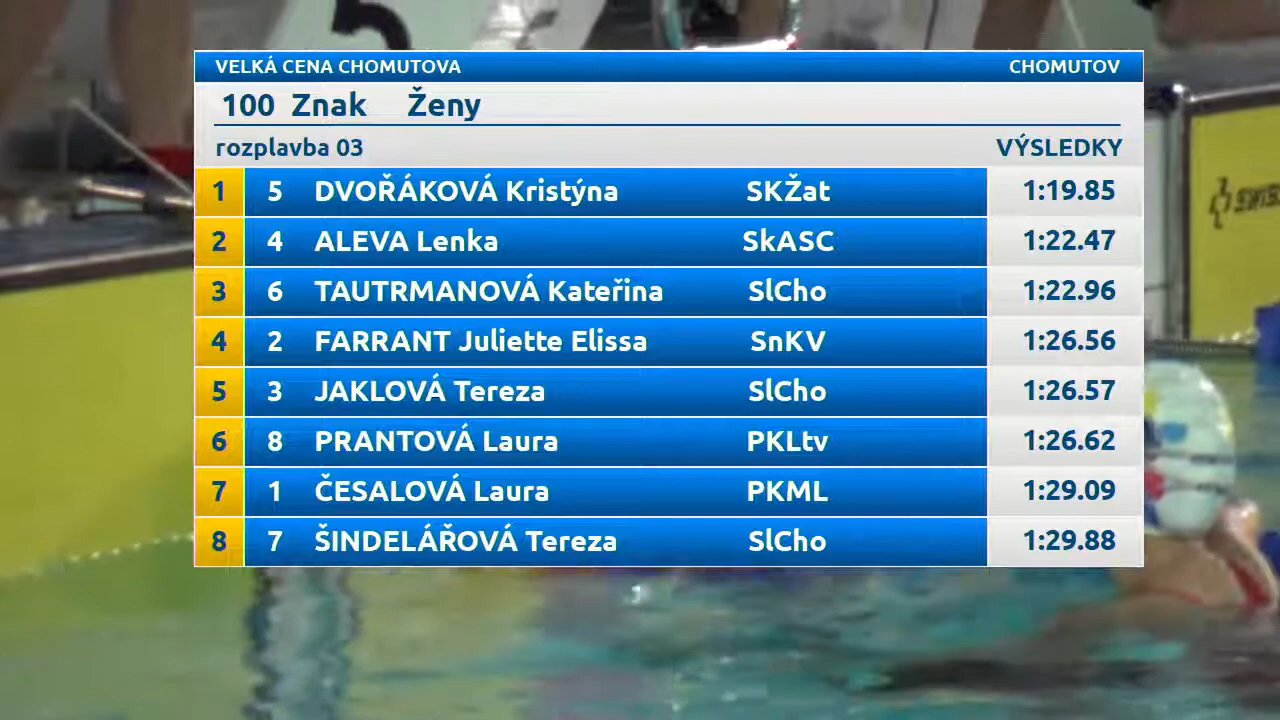 VELKÁ CENA CHOMUTOVA CHOMUTOV
100 Znak Ženy
rozplavba 03 VÝSLEDKY
1 5 DVOŘÁKOVÁ Kristýna SKŽat 1:19.85
2 4 ALEVA Lenka SkASC 1:22.47
3 6 TAUTRMANOVÁ Kateřina SlCho 1:22.96
4 2 FARRANT Juliette Elissa SnKV 1:26.56
5 3 JAKLOVÁ Tereza SlCho 1:26.57
6 8 PRANTOVÁ Laura PKLtv 1:26.62
7 1 ČESALOVÁ Laura PKML 1:29.09
8 7 ŠINDELÁŘOVÁ Tereza SlCho 1:29.88
5